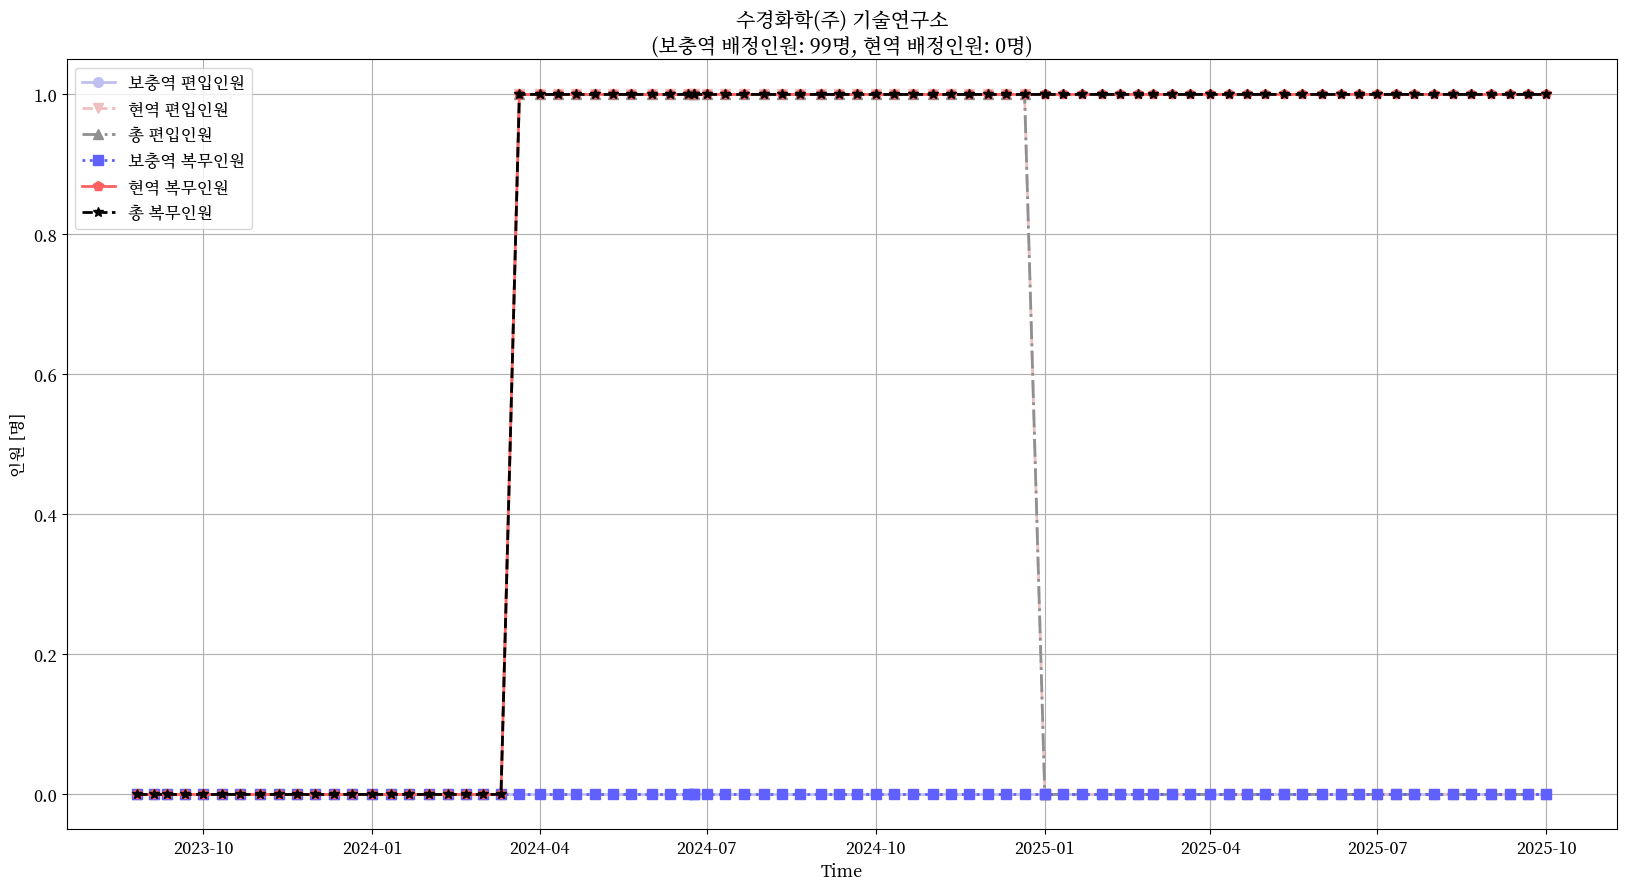 수경화학(주) 기술연구소
(보충역 배정인원: 99명, 현역 배정인원: 0명)
보충역 편입인원
현역 편입인원
총 편입인원
보충역 복무인원
현역 복무인원
총 복무인원
1.0
0.8
0.6
0.4
0.2
0.0
인원 [명]
2023-10
2024-01
2024-04
2024-07
2024-10
2025-01
2025-04
2025-07
2025-10
Time